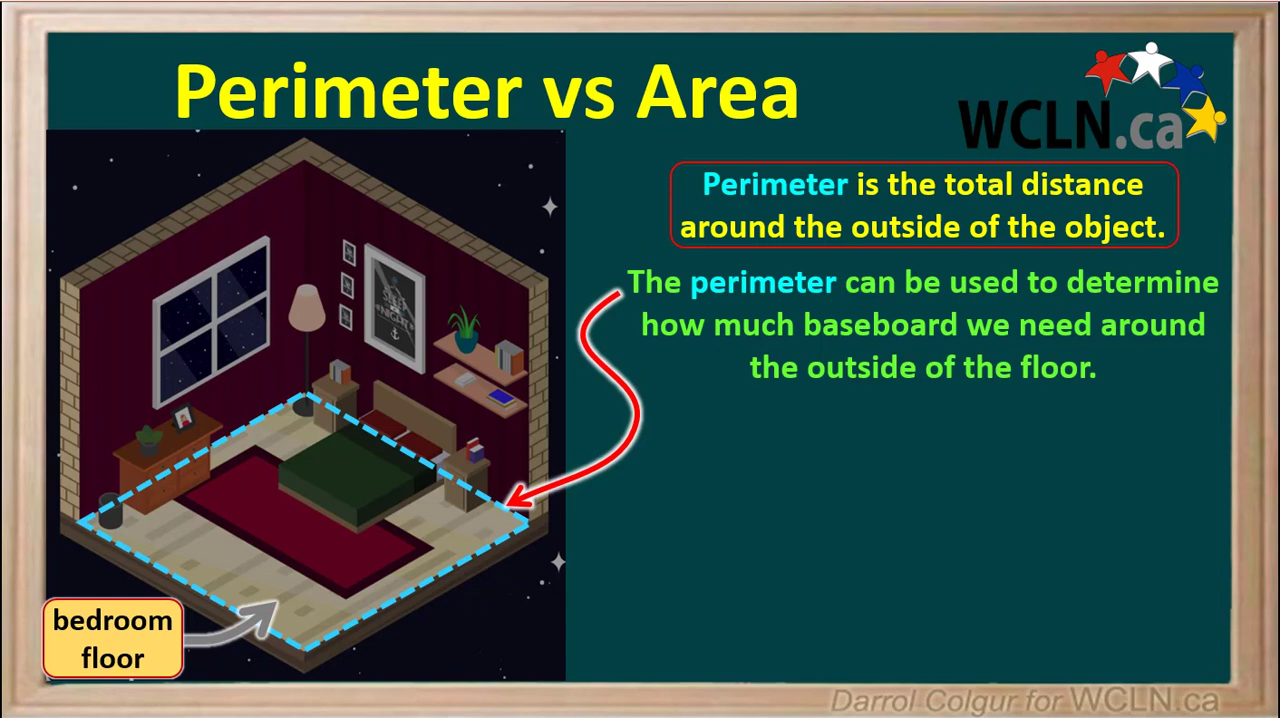 Perimeter vs Area
WCLN.ca
Perimeter is the total distance
around the outside of the object.
The perimeter can be used to determine
how much baseboard we need around
the outside of the floor.
bedroom
floor
Darrol Colgur for WCLN.ca